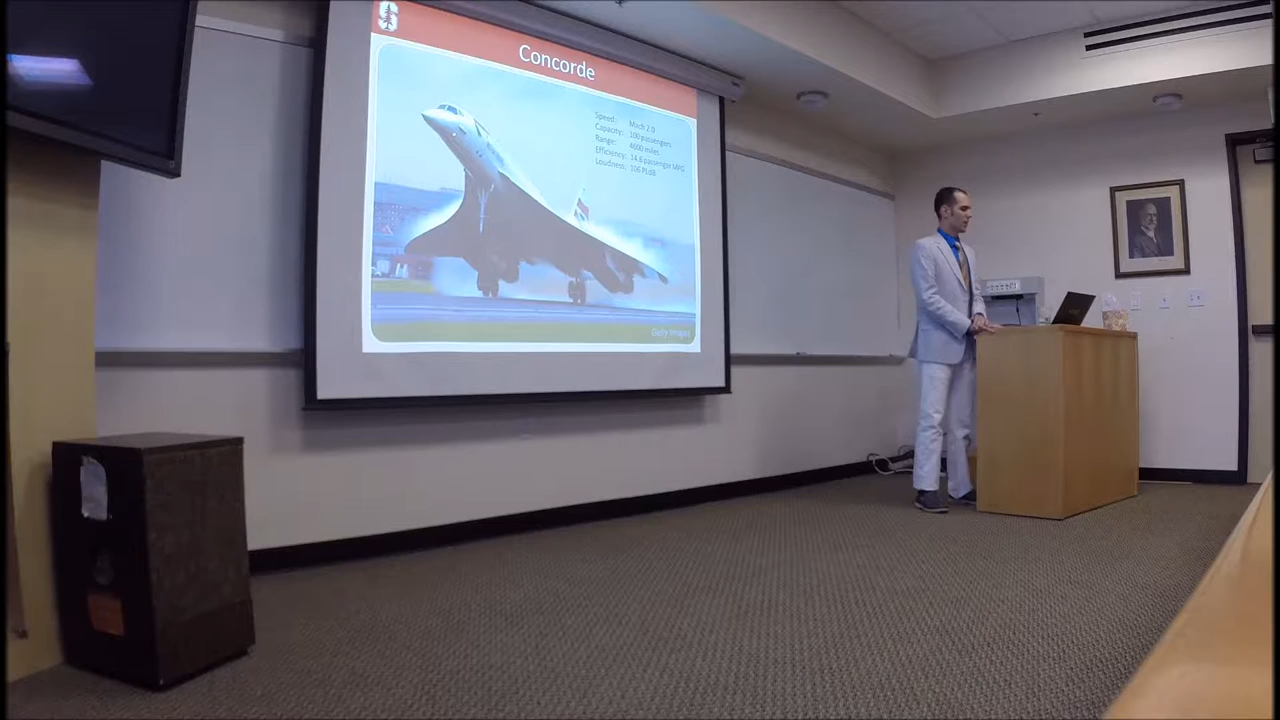 Concorde
Speed: Mach 2.0
Capacity: 100 passengers
Range: 4600 miles
Efficiency: 14.6 passenger MPG
Loudness: 106 PLdB
Getty Images